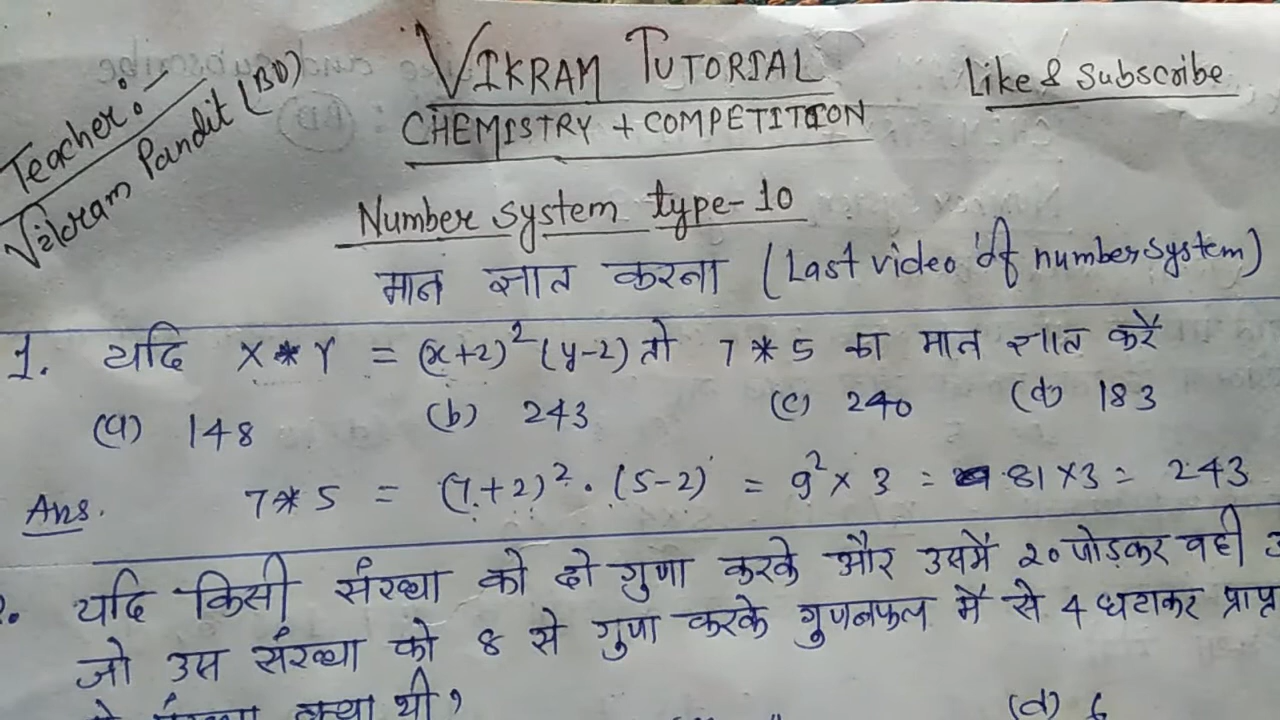 Teacher:-
Vikram Pandit (BD)
VIKRAM TUTORIAL
CHEMISTRY + COMPETITION
Like & Subscribe
Number system type-10
मान ज्ञात करना (Last video of number system)
1. यदि X * Y = (x+2)² (y-2) तो 7 * 5 का मान ज्ञात करें
(a) 148 (b) 243 (c) 240 (d) 183
Ans. 7 * 5 = (7+2)² . (5-2) = 9² × 3 = 81 × 3 = 243
2. यदि किसी संख्या को दो गुणा करके और उसमें 20 जोड़कर वही
जो उस संख्या को 8 से गुणा करके गुणनफल में से 4 घटाकर प्राप्त
संख्या क्या थी ?
(d) 6